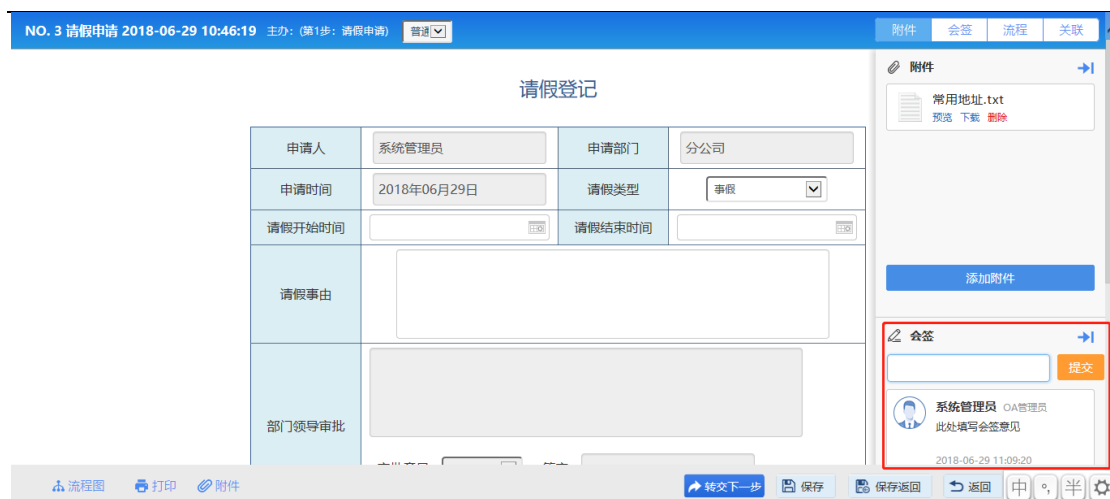 NO. 3 请假申请 2018-06-29 10:46:19 主办: (第1步: 请假申请) 普通
附件 会签 流程 关联
请假登记
申请人 系统管理员 申请部门 分公司
申请时间 2018年06月29日 请假类型 事假
请假开始时间 请假结束时间
请假事由
部门领导审批
附件
常用地址.txt
预览 下载 删除
添加附件
会签
提交
系统管理员 OA管理员
此处填写会签意见
2018-06-29 11:09:20
流程图 打印 附件 转交下一步 保存 保存返回 返回 中 °, 半